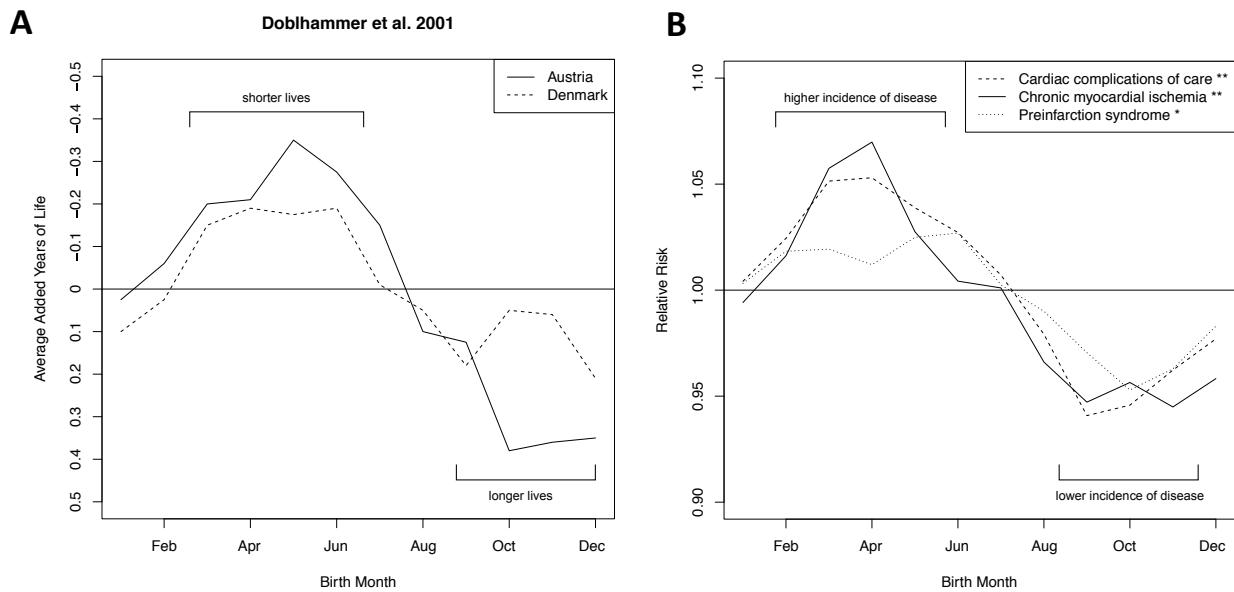 A
Doblhammer et al. 2001
Average Added Years of Life
−0.5
−0.4
−0.3
−0.2
−0.1
0
0.1
0.2
0.3
0.4
0.5
shorter lives
Austria
Denmark
longer lives
Feb Apr Jun Aug Oct Dec
Birth Month
B
Relative Risk
1.10
1.05
1.00
0.95
0.90
higher incidence of disease
Cardiac complications of care **
Chronic myocardial ischemia **
Preinfarction syndrome *
lower incidence of disease
Feb Apr Jun Aug Oct Dec
Birth Month